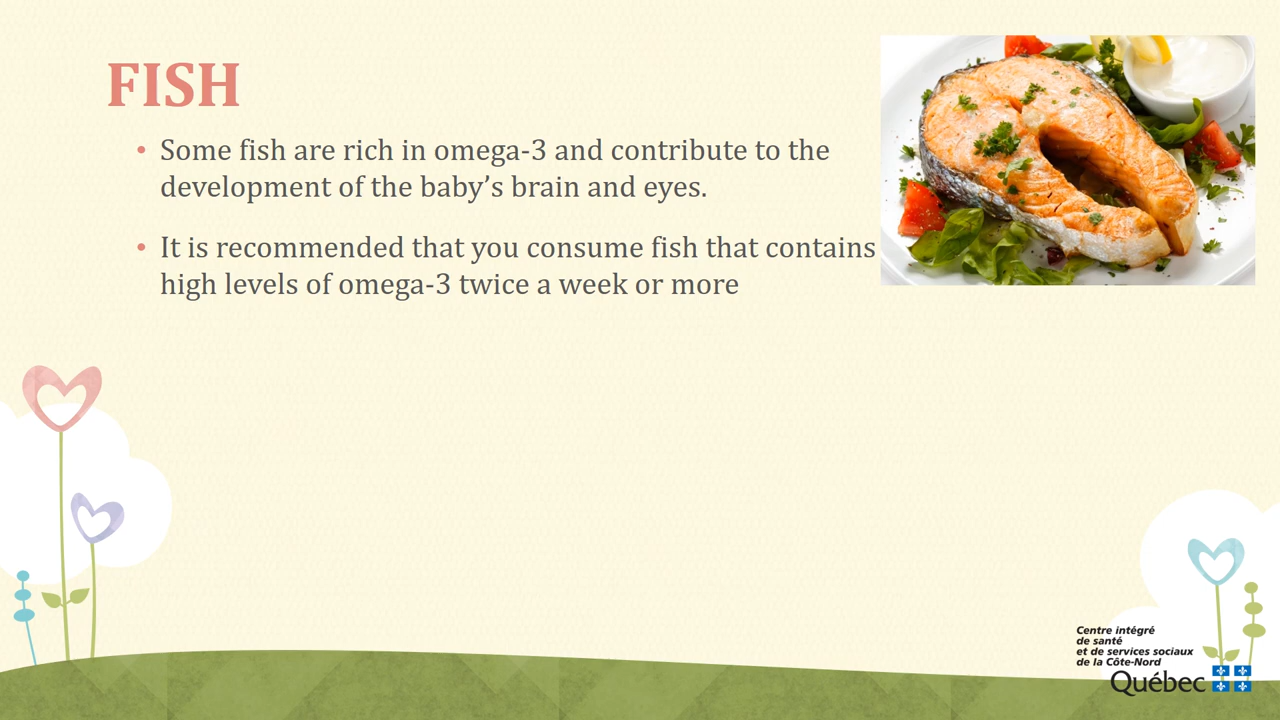 FISH
• Some fish are rich in omega-3 and contribute to the
development of the baby’s brain and eyes.
• It is recommended that you consume fish that contains
high levels of omega-3 twice a week or more
Centre intégré
de santé
et de services sociaux
de la Côte-Nord
Québec